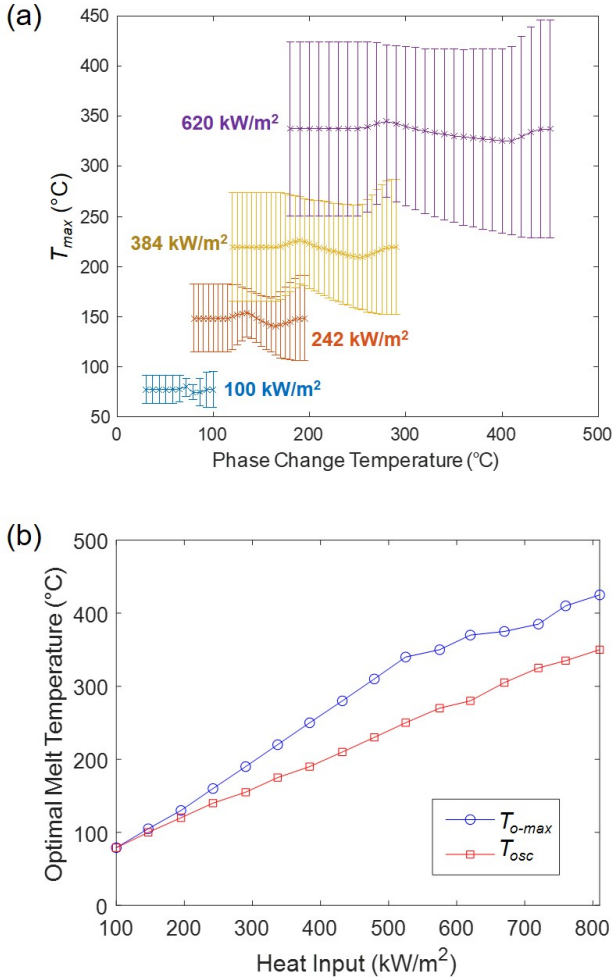 (a)
450
400
350
300
250
200
150
100
50
T_max (°C)
620 kW/m²
384 kW/m²
242 kW/m²
100 kW/m²
0
100
200
300
400
500
Phase Change Temperature (°C)
(b)
500
400
300
200
100
0
Optimal Melt Temperature (°C)
T_o-max
T_osc
100
200
300
400
500
600
700
800
Heat Input (kW/m²)